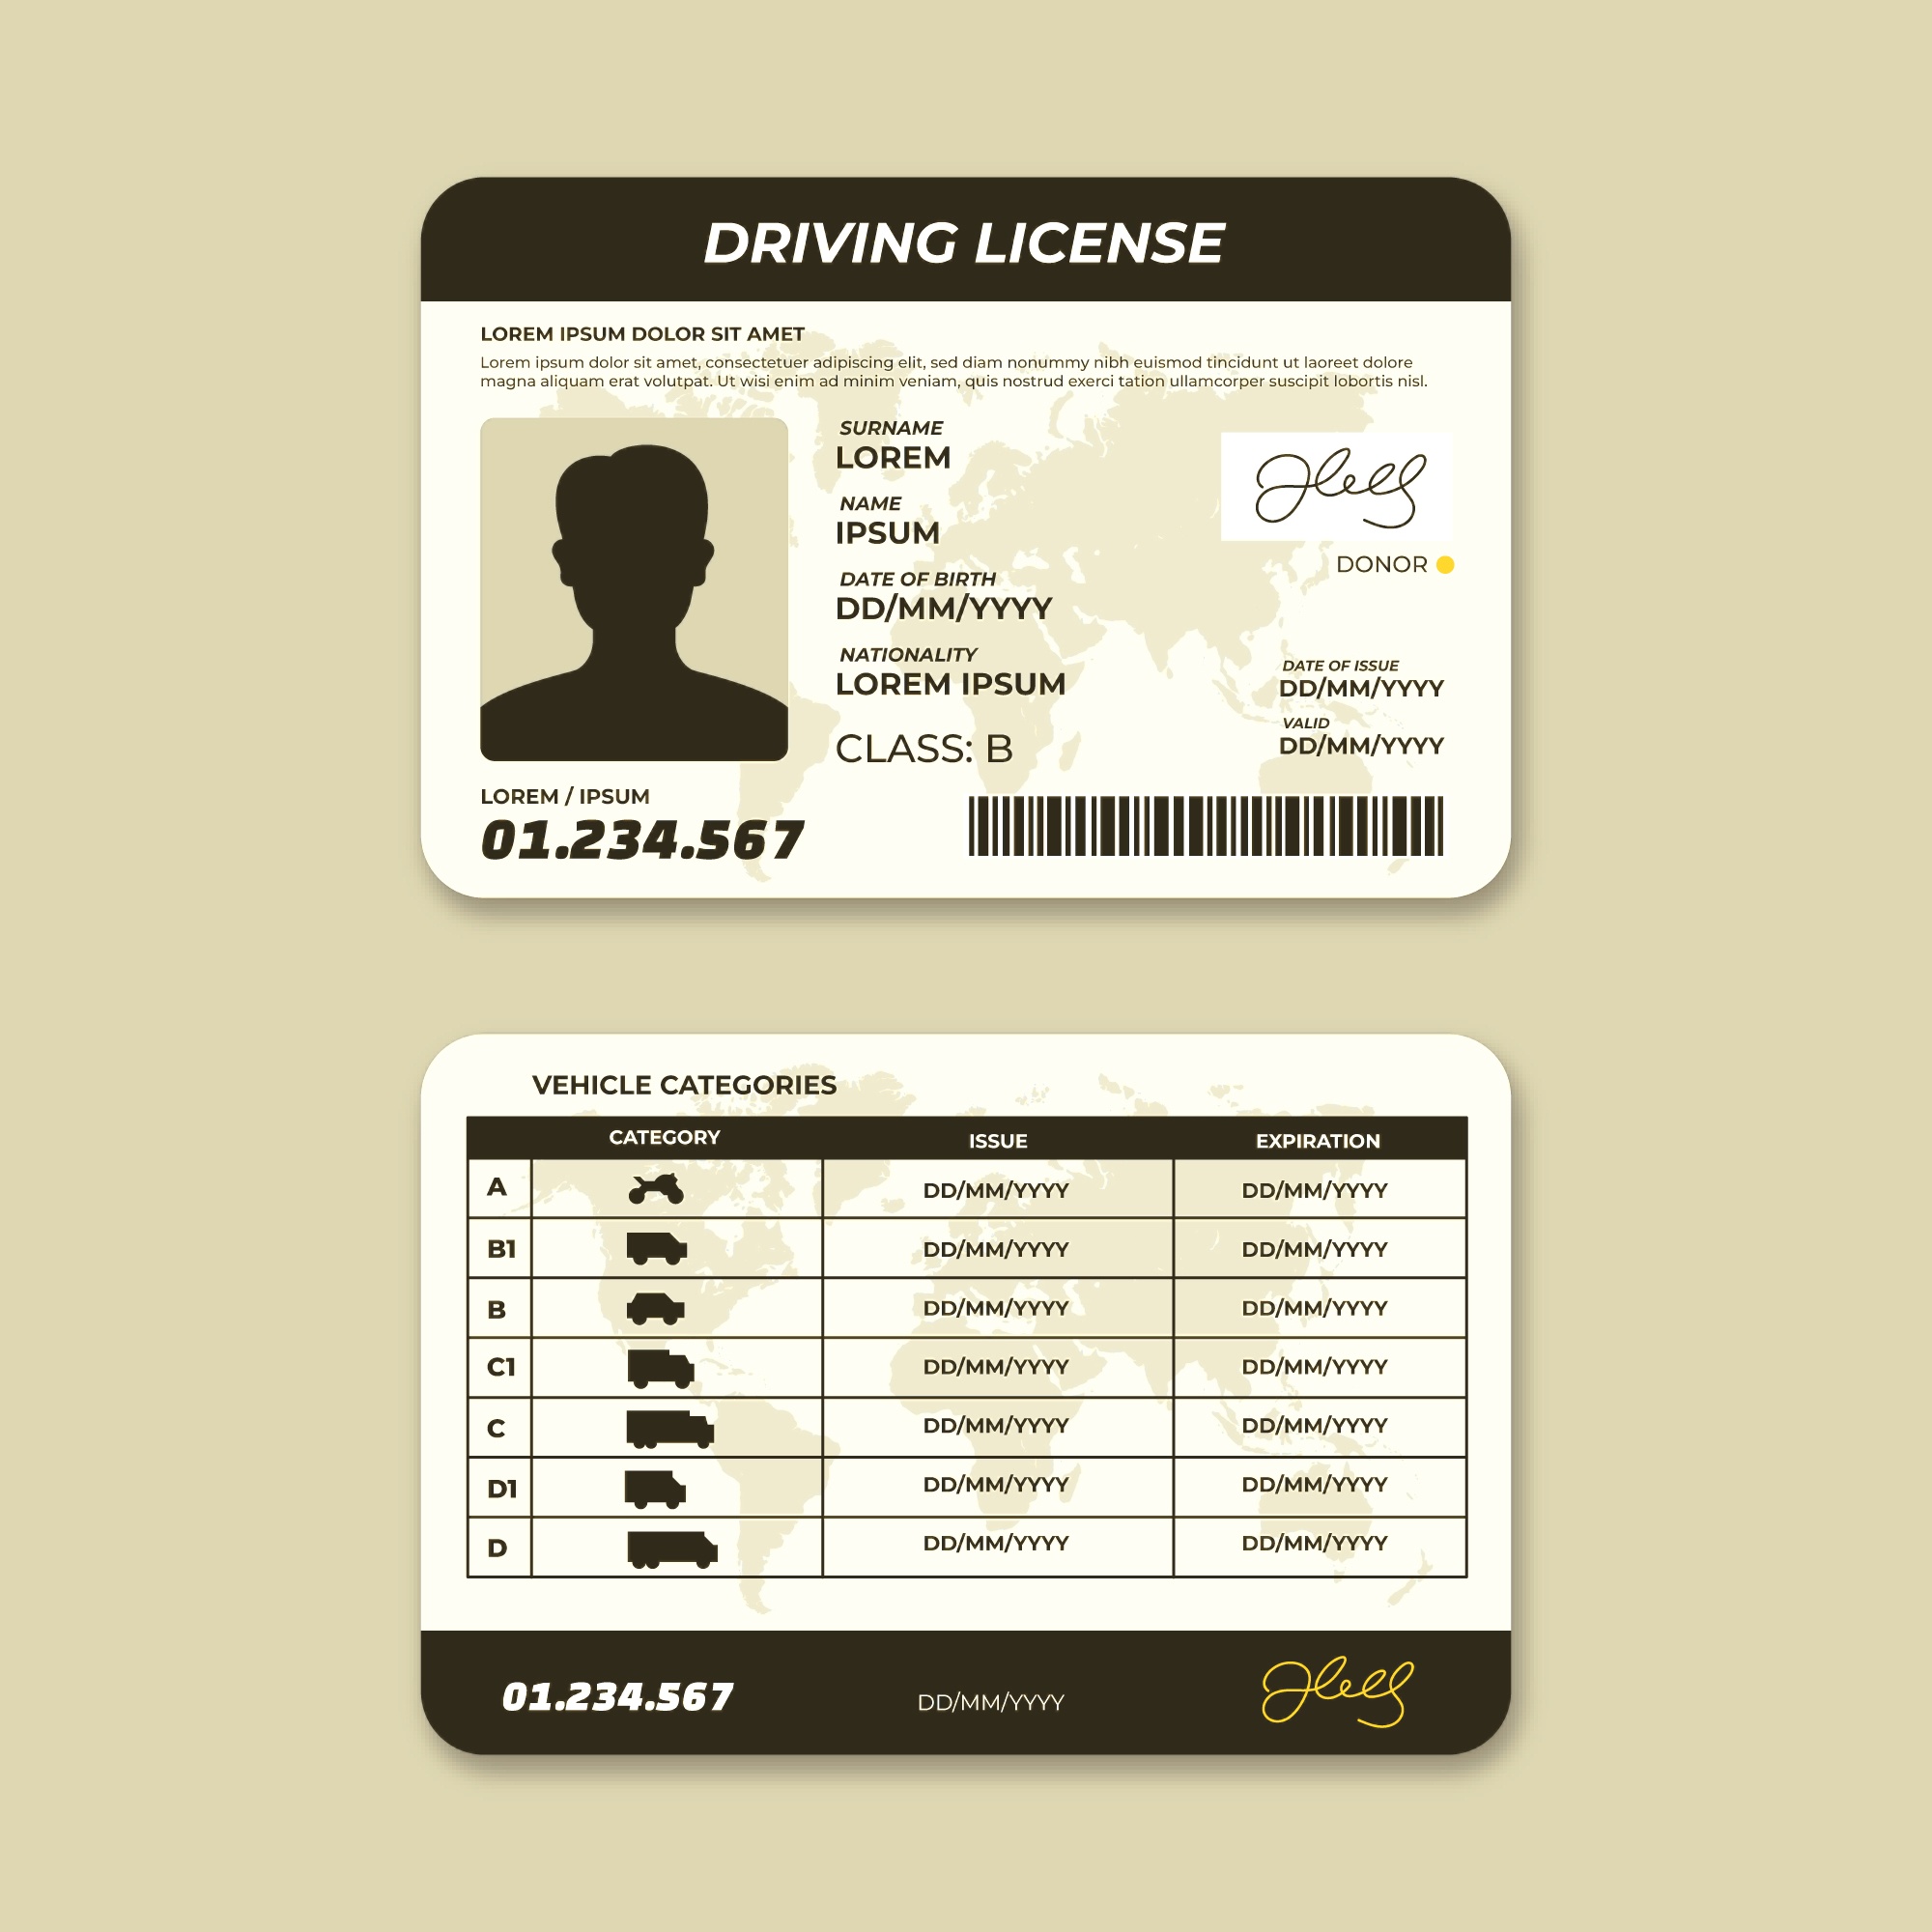 DRIVING LICENSE
LOREM IPSUM DOLOR SIT AMET
Lorem ipsum dolor sit amet, consectetuer adipiscing elit, sed diam nonummy nibh euismod tincidunt ut laoreet dolore
magna aliquam erat volutpat. Ut wisi enim ad minim veniam, quis nostrud exerci tation ullamcorper suscipit lobortis nisl.
SURNAME
LOREM
NAME
IPSUM
DATE OF BIRTH
DD/MM/YYYY
NATIONALITY
LOREM IPSUM
CLASS: B
DONOR
DATE OF ISSUE
DD/MM/YYYY
VALID
DD/MM/YYYY
LOREM / IPSUM
01.234.567
VEHICLE CATEGORIES
CATEGORY ISSUE EXPIRATION
A DD/MM/YYYY DD/MM/YYYY
B1 DD/MM/YYYY DD/MM/YYYY
B DD/MM/YYYY DD/MM/YYYY
C1 DD/MM/YYYY DD/MM/YYYY
C DD/MM/YYYY DD/MM/YYYY
D1 DD/MM/YYYY DD/MM/YYYY
D DD/MM/YYYY DD/MM/YYYY
01.234.567 DD/MM/YYYY